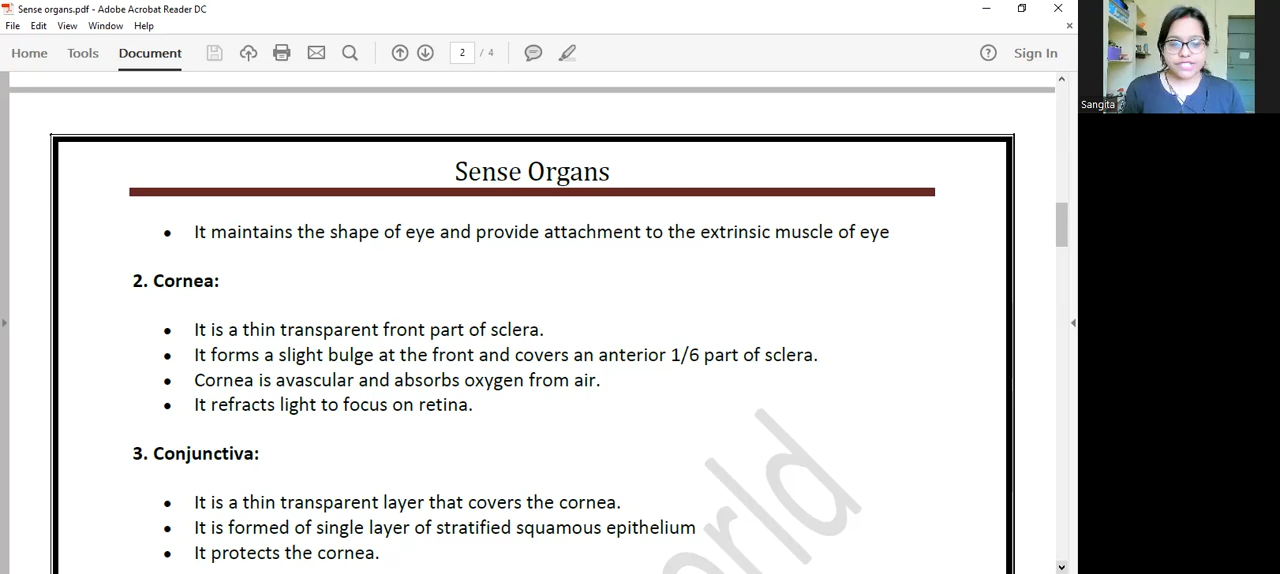 Sense organs.pdf - Adobe Acrobat Reader DC
File Edit View Window Help
Home Tools Document 2 / 4 Sign In
Sangita
Sense Organs
• It maintains the shape of eye and provide attachment to the extrinsic muscle of eye
2. Cornea:
• It is a thin transparent front part of sclera.
• It forms a slight bulge at the front and covers an anterior 1/6 part of sclera.
• Cornea is avascular and absorbs oxygen from air.
• It refracts light to focus on retina.
3. Conjunctiva:
• It is a thin transparent layer that covers the cornea.
• It is formed of single layer of stratified squamous epithelium
• It protects the cornea.